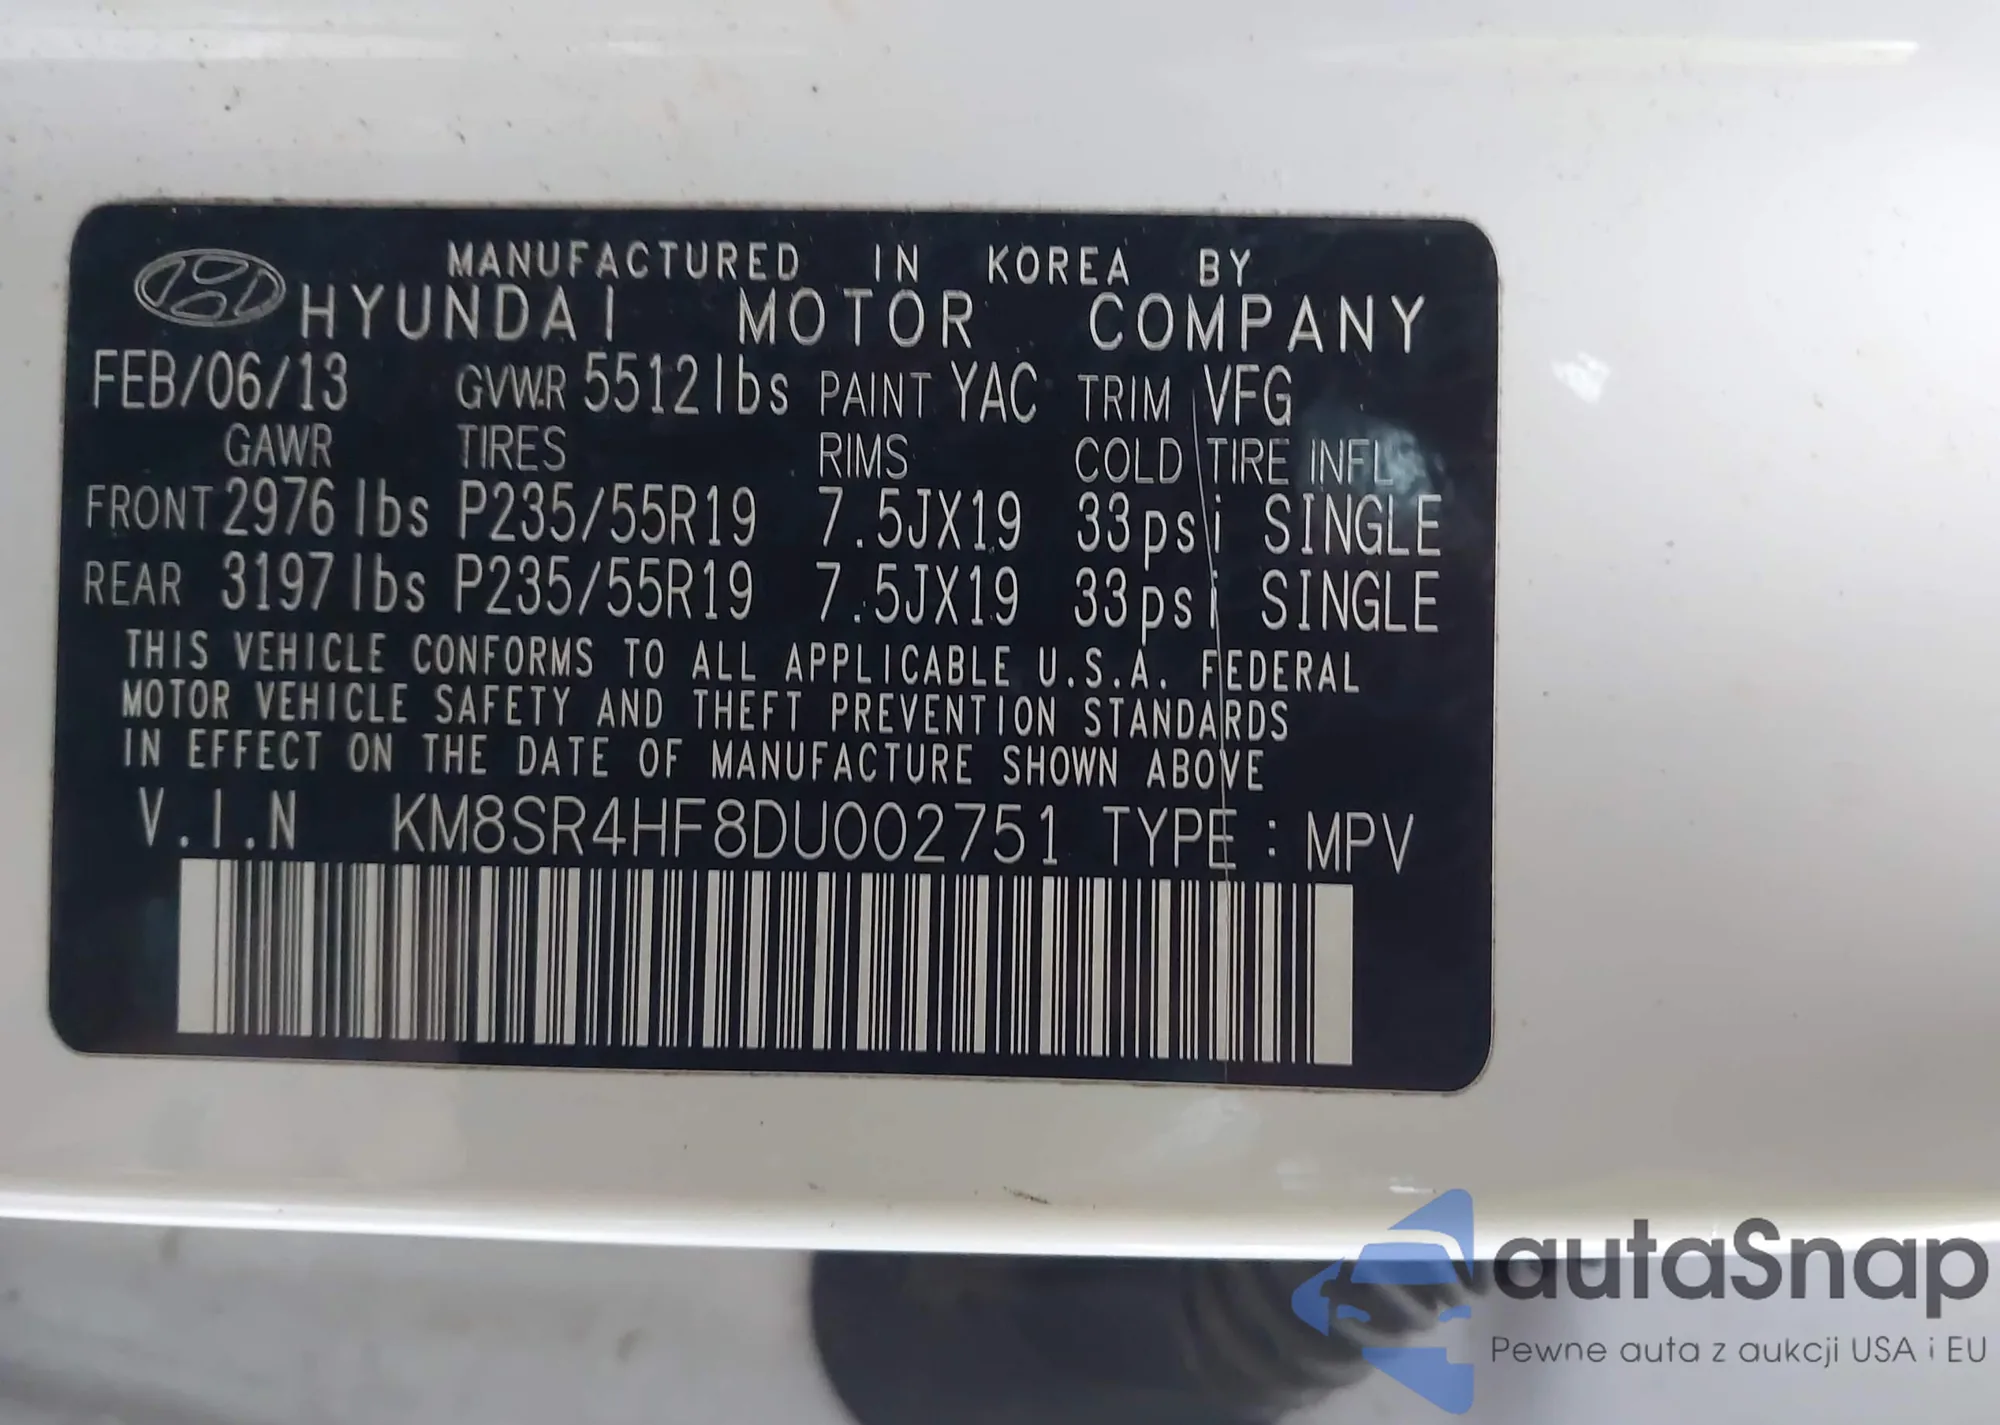 MANUFACTURED IN KOREA BY
HYUNDAI MOTOR COMPANY
FEB/06/13 GVWR 5512lbs PAINT YAC TRIM VFG
GAWR TIRES RIMS COLD TIRE INFL
FRONT 2976 lbs P235/55R19 7.5JX19 33psi SINGLE
REAR 3197 lbs P235/55R19 7.5JX19 33psi SINGLE
THIS VEHICLE CONFORMS TO ALL APPLICABLE U.S.A. FEDERAL
MOTOR VEHICLE SAFETY AND THEFT PREVENTION STANDARDS
IN EFFECT ON THE DATE OF MANUFACTURE SHOWN ABOVE
V.I.N KM8SR4HF8DU002751 TYPE : MPV
autaSnap
Pewne auta z aukcji USA i EU